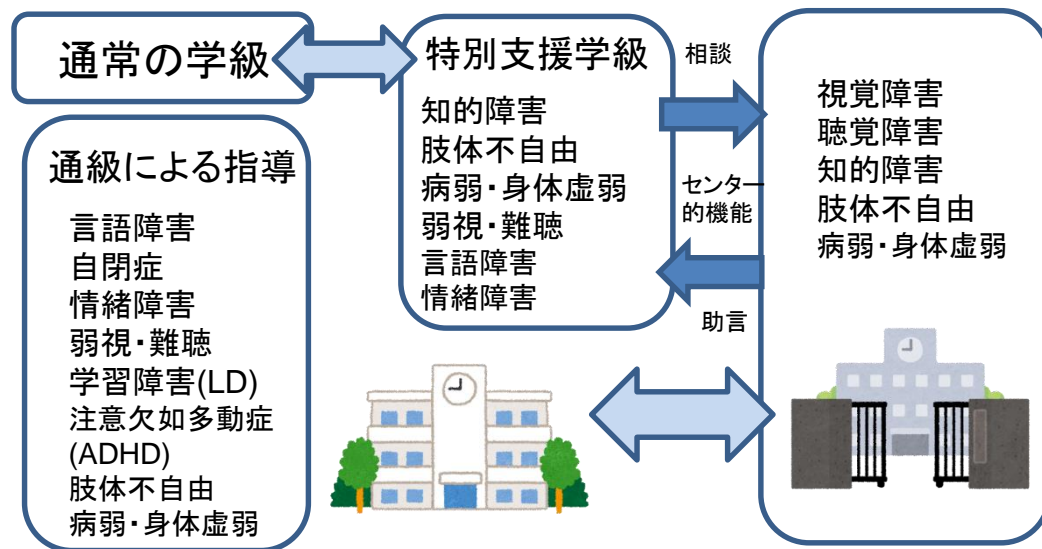 通常の学級
通級による指導
言語障害
自閉症
情緒障害
弱視・難聴
学習障害(LD)
注意欠如多動症
(ADHD)
肢体不自由
病弱・身体虚弱
特別支援学級
知的障害
肢体不自由
病弱・身体虚弱
弱視・難聴
言語障害
情緒障害
相談
センター
的機能
助言
視覚障害
聴覚障害
知的障害
肢体不自由
病弱・身体虚弱